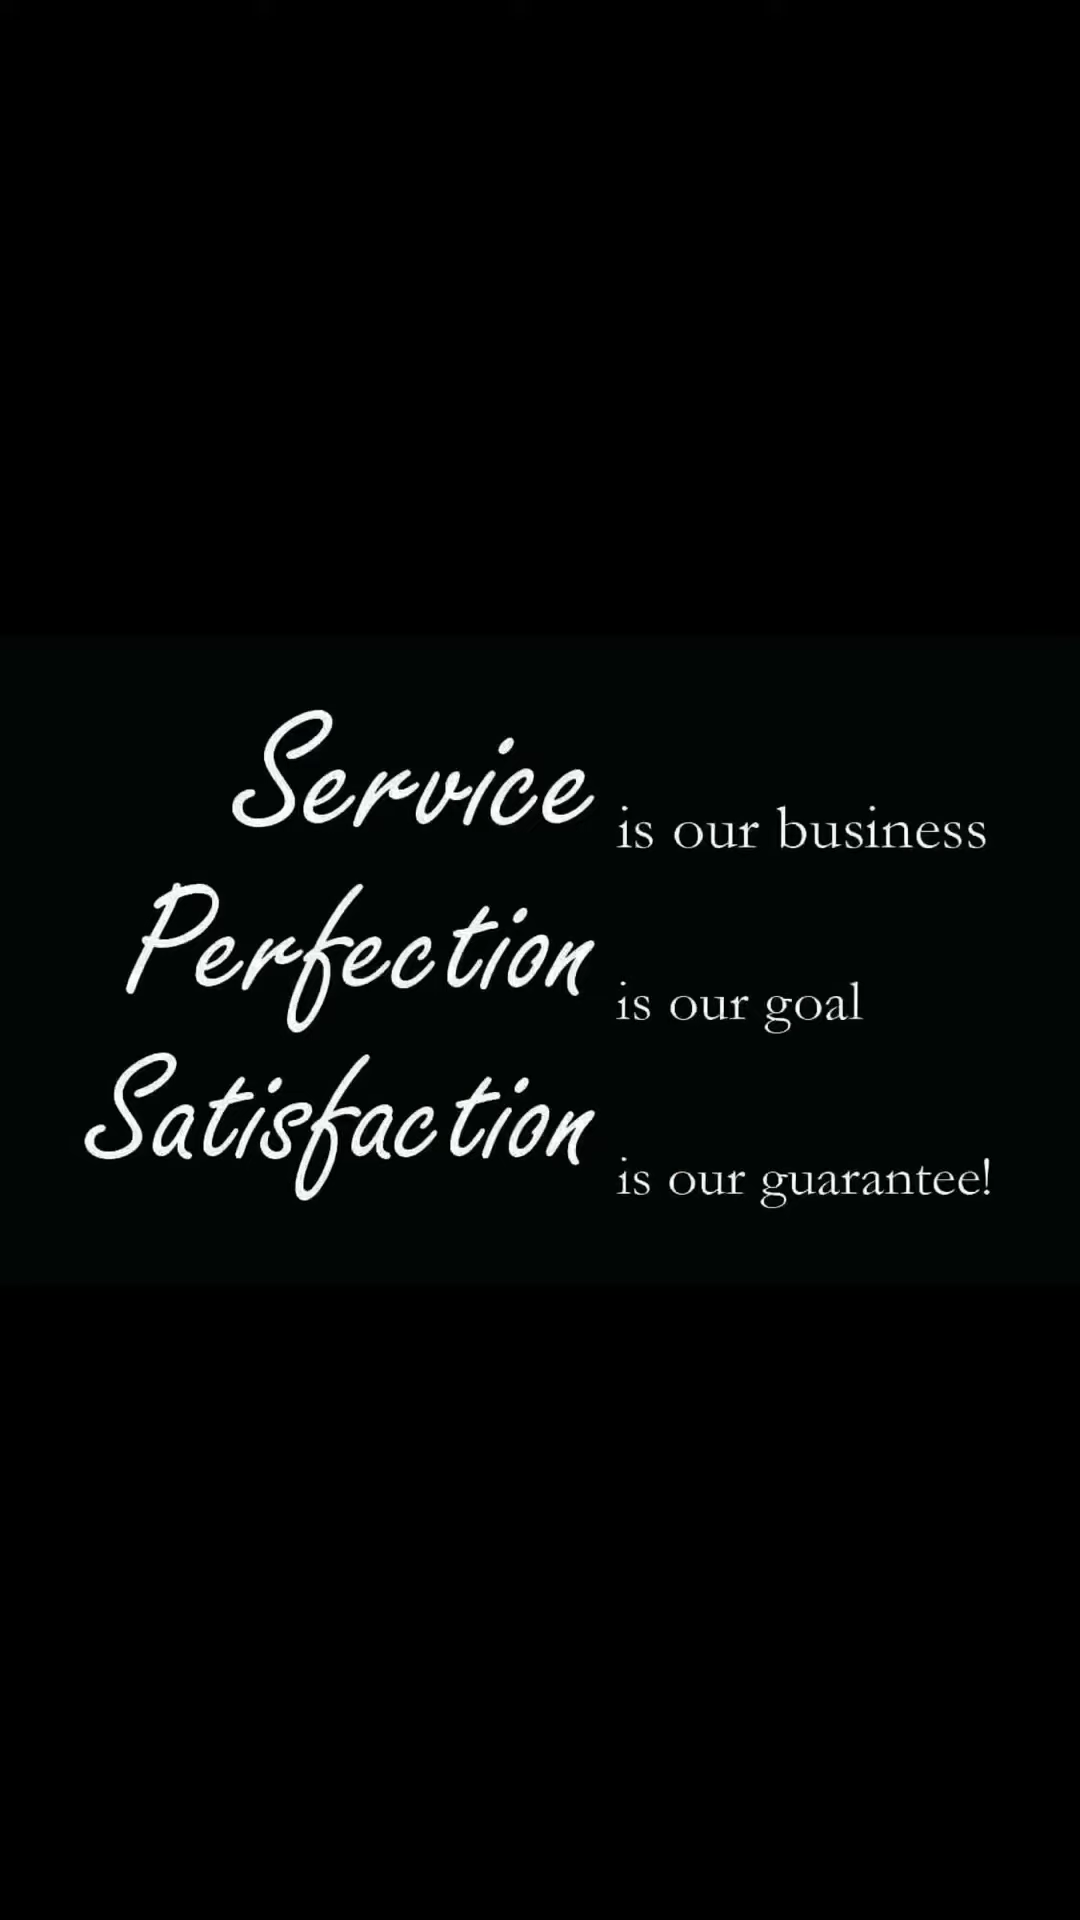 Service is our business
Perfection is our goal
Satisfaction is our guarantee!